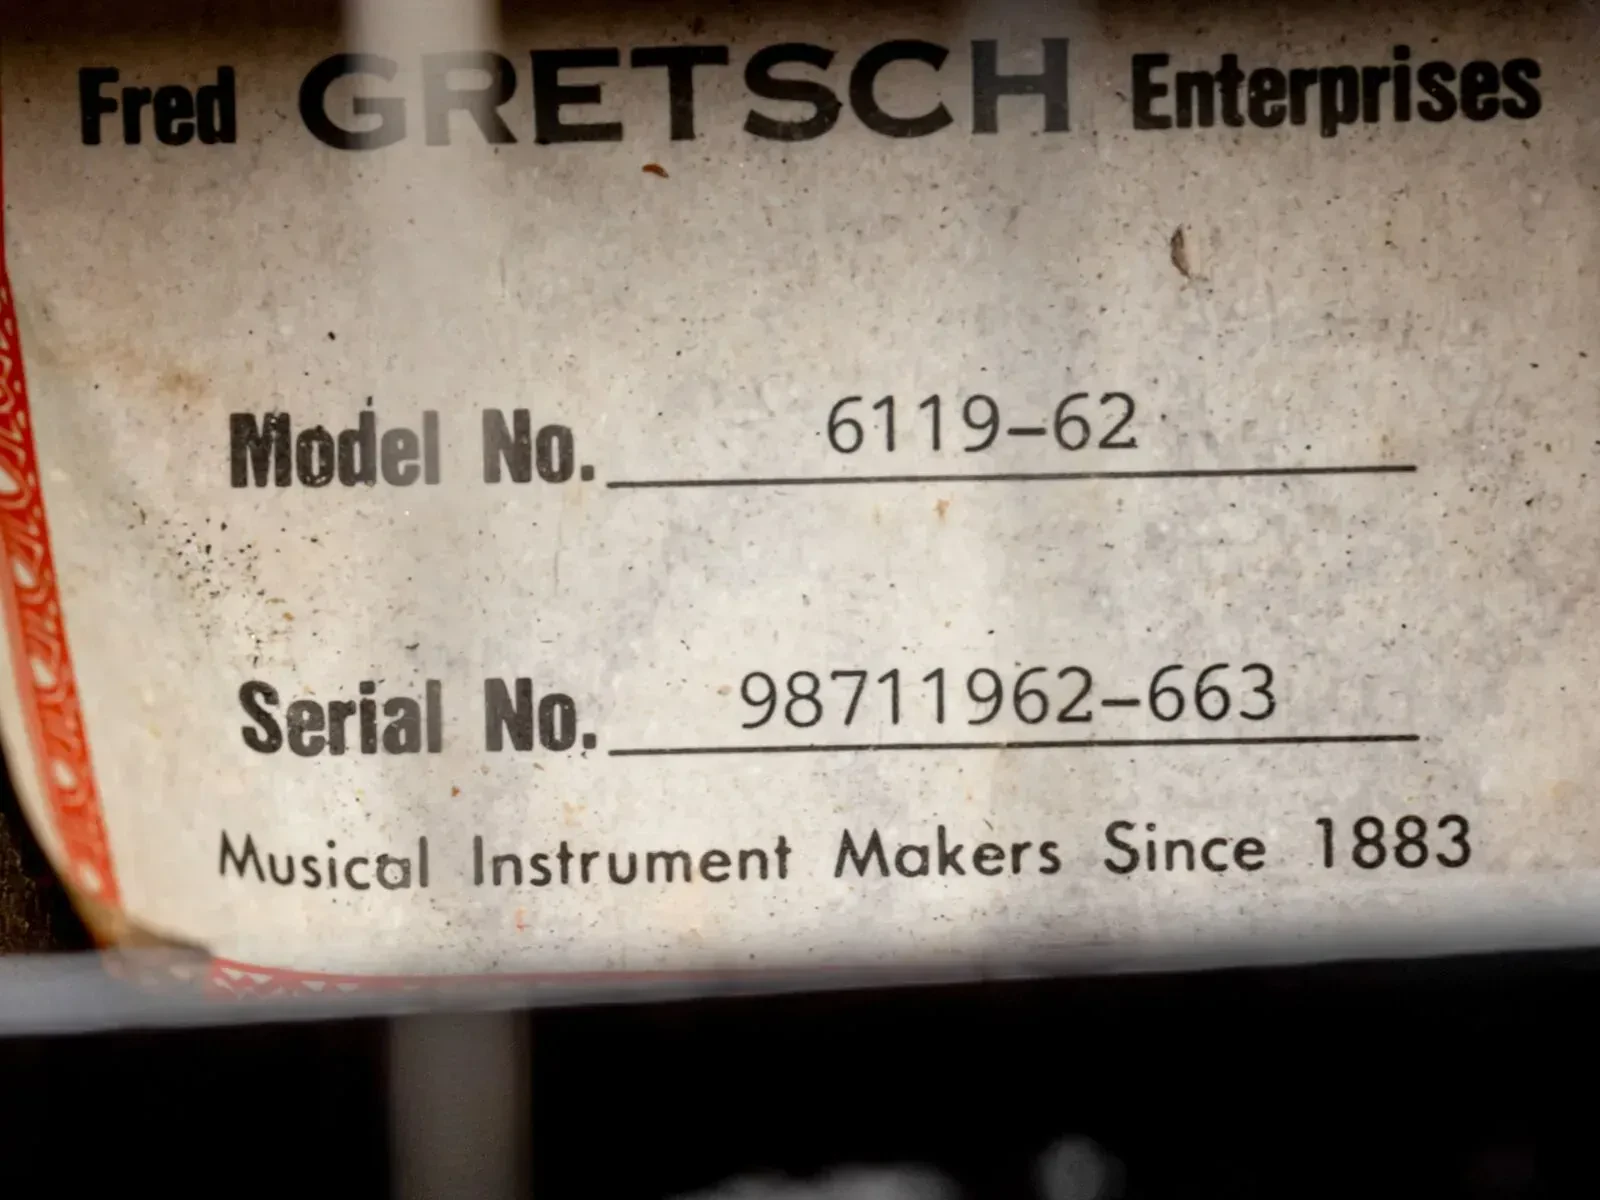 Fred GRETSCH Enterprises
Model No. 6119-62
Serial No. 98711962-663
Musical Instrument Makers Since 1883